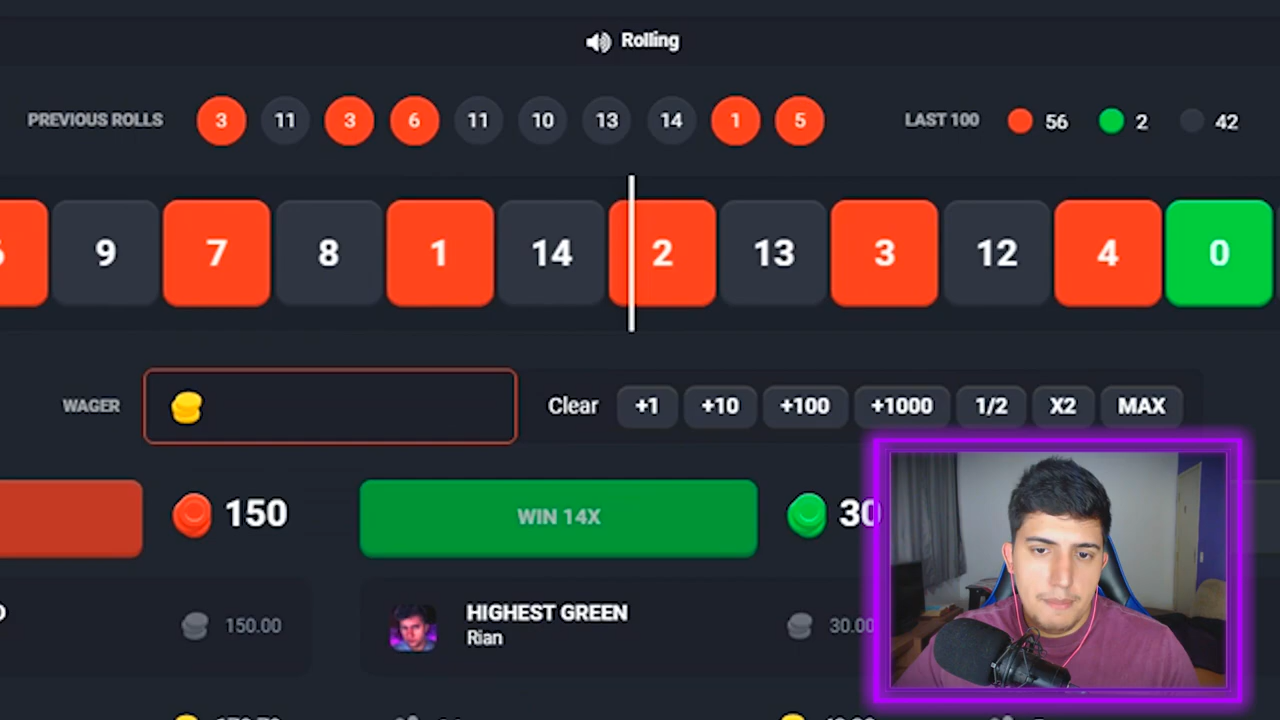 Rolling
PREVIOUS ROLLS 3 11 3 6 11 10 13 14 1 5 LAST 100 56 2 42
9 7 8 1 14 2 13 3 12 4 0
WAGER Clear +1 +10 +100 +1000 1/2 X2 MAX
150 WIN 14X 30
150.00 HIGHEST GREEN 30.00
Rian